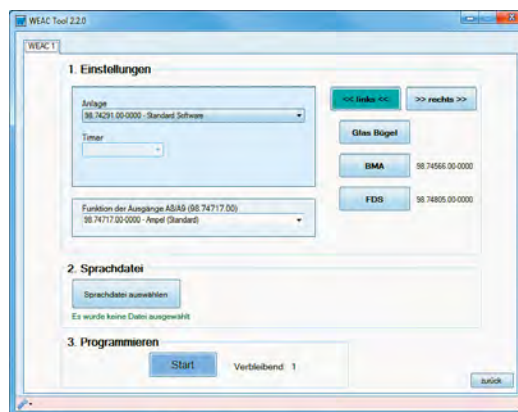 WEAC Tool 2.2.0
WEAC 1
1. Einstellungen
Anlage
98.74291.00-0000 - Standard Software
Timer
Funktion der Ausgänge A8/A9 (98.74717.00)
98.74717.00-0000 - Ampel (Standard)
<< links <<
>> rechts >>
Glas Bügel
BMA
98.74566.00-0000
FDS
98.74805.00-0000
2. Sprachdatei
Sprachdatei auswählen
Es wurde keine Datei ausgewählt
3. Programmieren
Start
Verbleibend 1
zurück